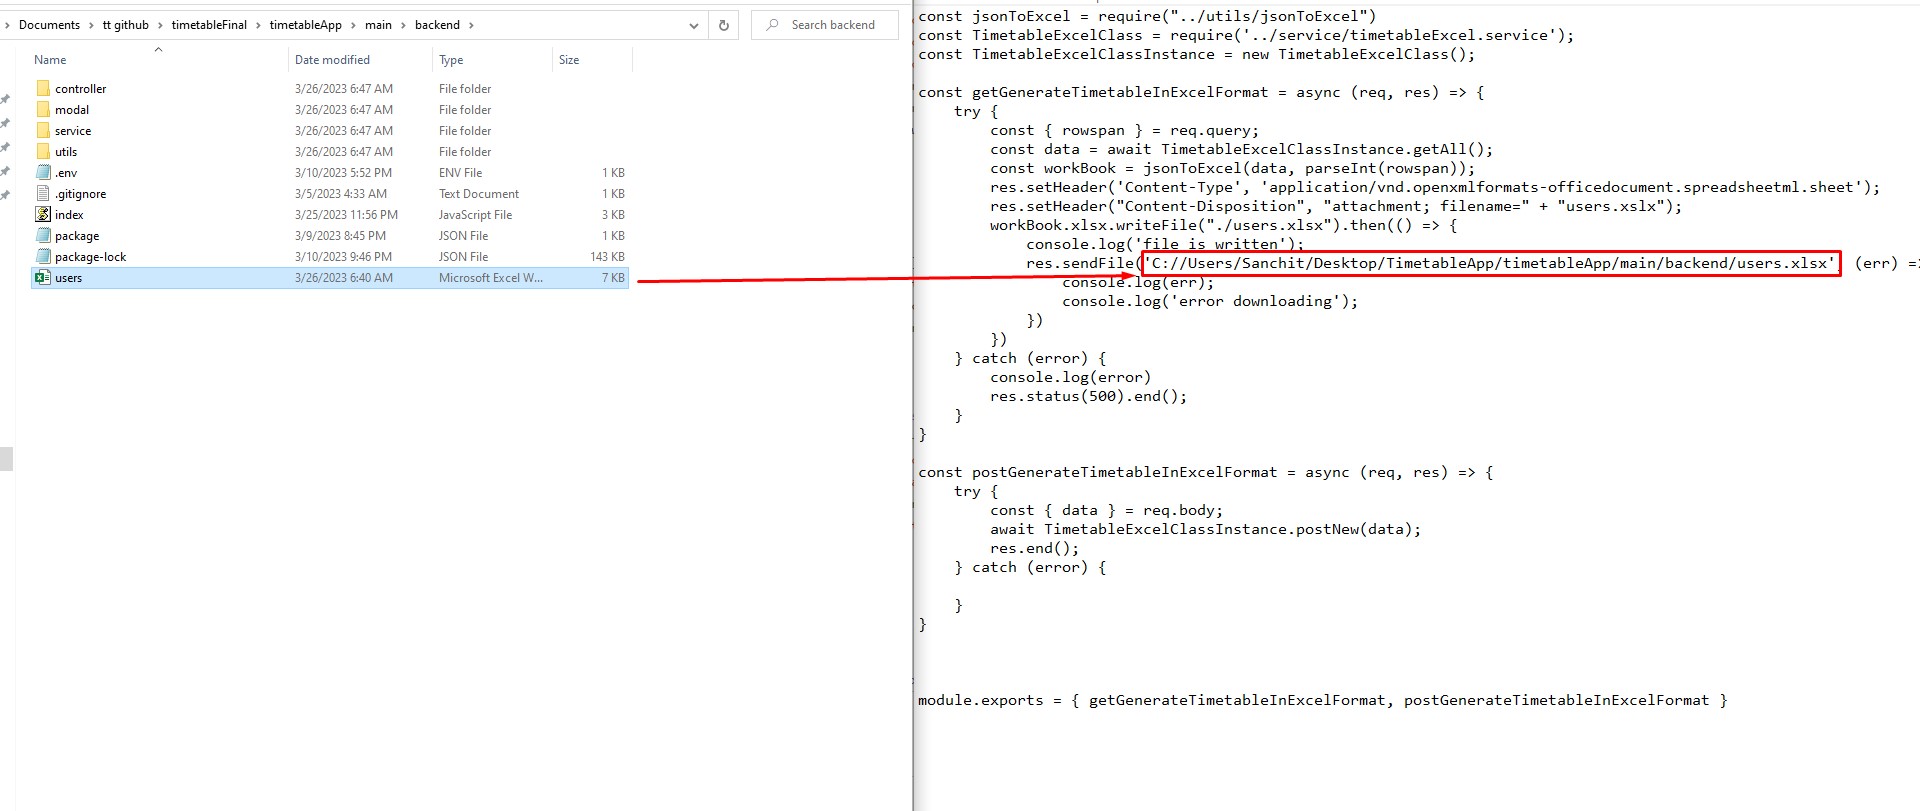 Documents > tt github > timetableFinal > timetableApp > main > backend >
Search backend
Name Date modified Type Size
controller 3/26/2023 6:47 AM File folder
modal 3/26/2023 6:47 AM File folder
service 3/26/2023 6:47 AM File folder
utils 3/26/2023 6:47 AM File folder
.env 3/10/2023 5:52 PM ENV File 1 KB
.gitignore 3/5/2023 4:33 AM Text Document 1 KB
index 3/25/2023 11:56 PM JavaScript File 3 KB
package 3/9/2023 8:45 PM JSON File 1 KB
package-lock 3/10/2023 9:46 PM JSON File 143 KB
users 3/26/2023 6:40 AM Microsoft Excel W... 7 KB
const jsonToExcel = require("../utils/jsonToExcel")
const TimetableExcelClass = require('../service/timetableExcel.service');
const TimetableExcelClassInstance = new TimetableExcelClass();
const getGenerateTimetableInExcelFormat = async (req, res) => {
try {
const { rowspan } = req.query;
const data = await TimetableExcelClassInstance.getAll();
const workBook = jsonToExcel(data, parseInt(rowspan));
res.setHeader('Content-Type', 'application/vnd.openxmlformats-officedocument.spreadsheetml.sheet');
res.setHeader("Content-Disposition", "attachment; filename=" + "users.xslx");
workBook.xlsx.writeFile("./users.xlsx").then(() => {
console.log('file is written');
res.sendFile('C://Users/Sanchit/Desktop/TimetableApp/timetableApp/main/backend/users.xlsx', (err) =>
console.log(err);
console.log('error downloading');
})
})
} catch (error) {
console.log(error)
res.status(500).end();
}
}
const postGenerateTimetableInExcelFormat = async (req, res) => {
try {
const { data } = req.body;
await TimetableExcelClassInstance.postNew(data);
res.end();
} catch (error) {
}
}
module.exports = { getGenerateTimetableInExcelFormat, postGenerateTimetableInExcelFormat }